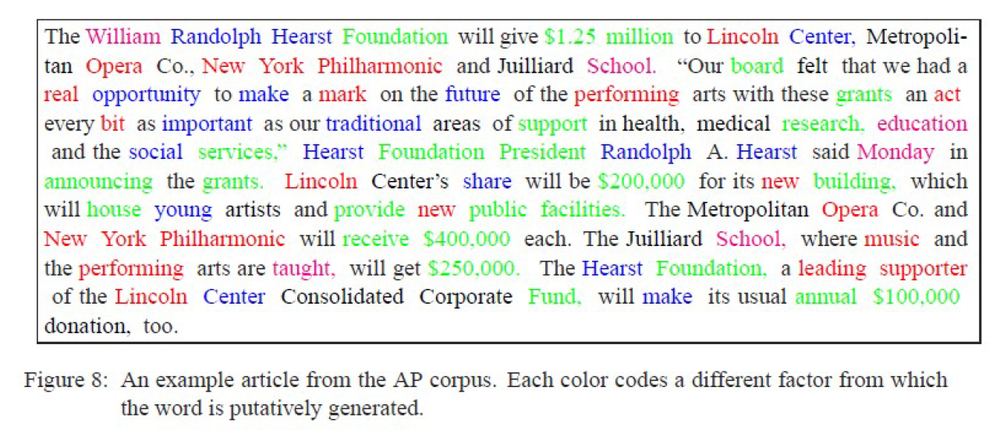 The William Randolph Hearst Foundation will give $1.25 million to Lincoln Center, Metropoli-
tan Opera Co., New York Philharmonic and Juilliard School. “Our board felt that we had a
real opportunity to make a mark on the future of the performing arts with these grants an act
every bit as important as our traditional areas of support in health, medical research, education
and the social services,” Hearst Foundation President Randolph A. Hearst said Monday in
announcing the grants. Lincoln Center’s share will be $200,000 for its new building, which
will house young artists and provide new public facilities. The Metropolitan Opera Co. and
New York Philharmonic will receive $400,000 each. The Juilliard School, where music and
the performing arts are taught, will get $250,000. The Hearst Foundation, a leading supporter
of the Lincoln Center Consolidated Corporate Fund, will make its usual annual $100,000
donation, too.
Figure 8: An example article from the AP corpus. Each color codes a different factor from which
the word is putatively generated.